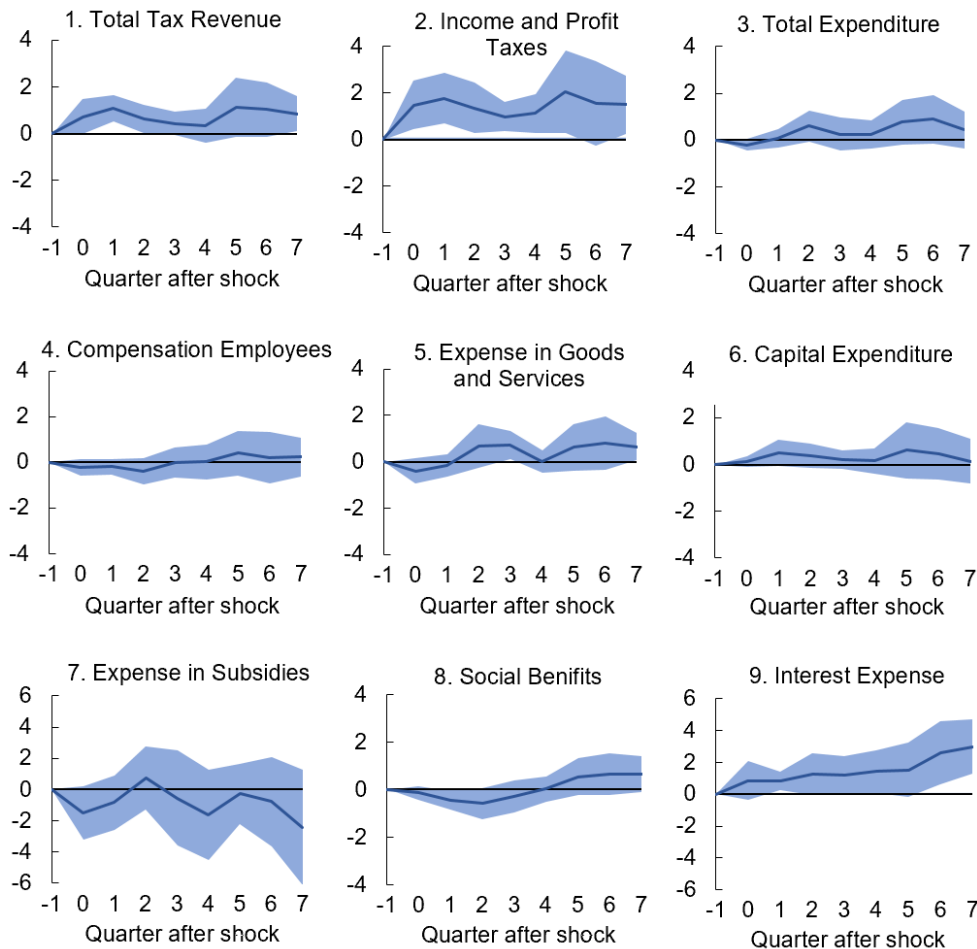 1. Total Tax Revenue
4
2
0
-2
-4
-1 0 1 2 3 4 5 6 7
Quarter after shock
2. Income and Profit
Taxes
4
2
0
-2
-4
-1 0 1 2 3 4 5 6 7
Quarter after shock
3. Total Expenditure
4
2
0
-2
-4
-1 0 1 2 3 4 5 6 7
Quarter after shock
4. Compensation Employees
4
2
0
-2
-4
-1 0 1 2 3 4 5 6 7
Quarter after shock
5. Expense in Goods
and Services
4
2
0
-2
-4
-1 0 1 2 3 4 5 6 7
Quarter after shock
6. Capital Expenditure
4
2
0
-2
-4
-1 0 1 2 3 4 5 6 7
Quarter after shock
7. Expense in Subsidies
6
4
2
0
-2
-4
-6
-1 0 1 2 3 4 5 6 7
Quarter after shock
8. Social Benifits
4
2
0
-2
-4
-1 0 1 2 3 4 5 6 7
Quarter after shock
9. Interest Expense
6
4
2
0
-2
-4
-6
-1 0 1 2 3 4 5 6 7
Quarter after shock